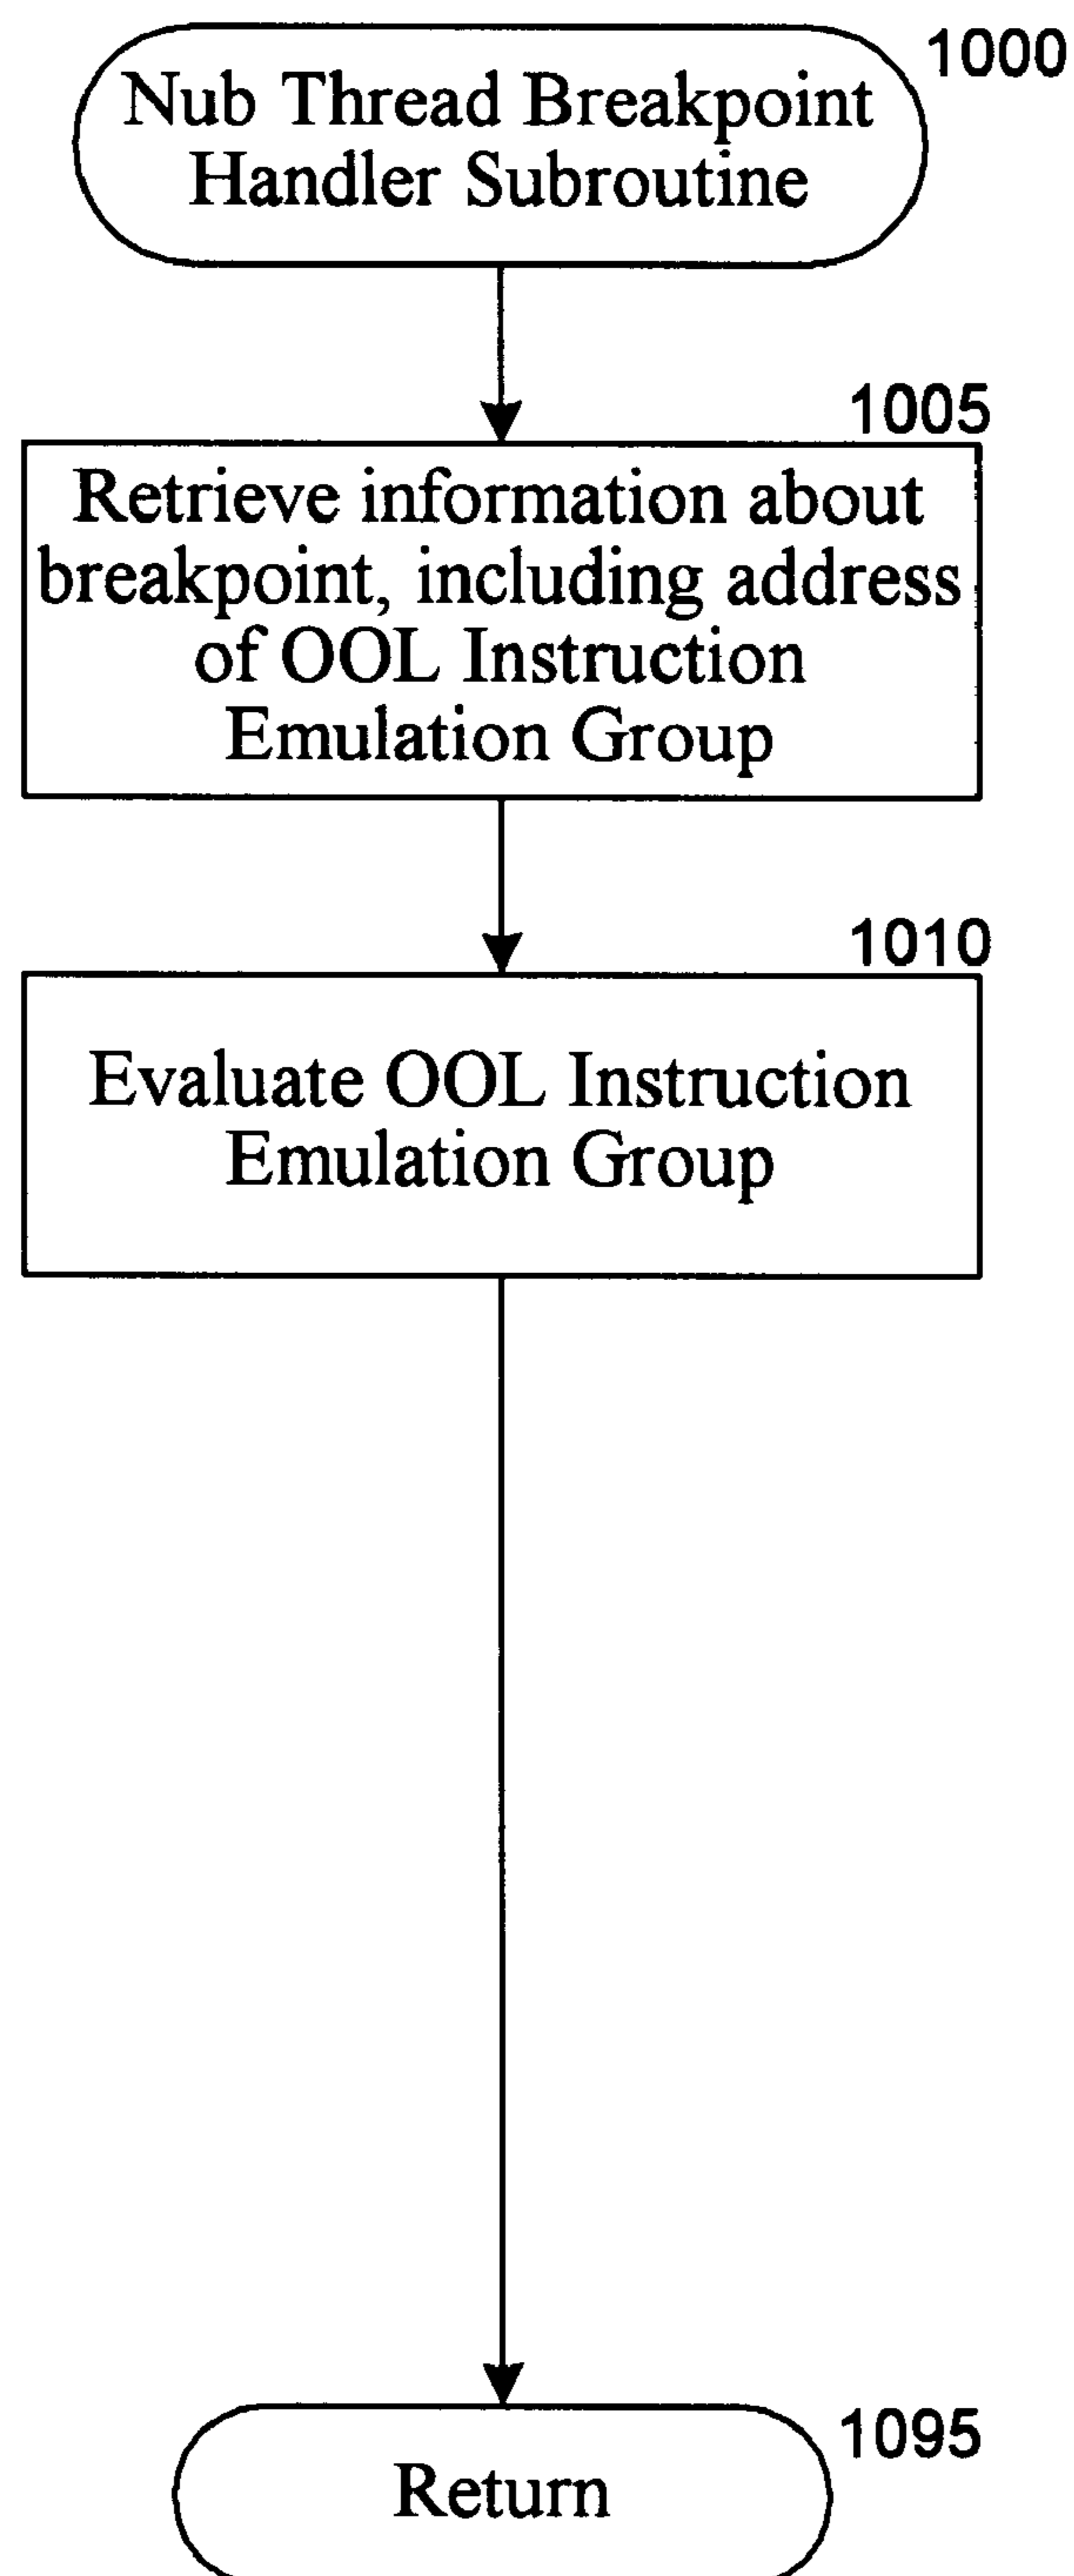 1000
Nub Thread Breakpoint
Handler Subroutine
1005
Retrieve information about
breakpoint, including address
of OOL Instruction
Emulation Group
1010
Evaluate OOL Instruction
Emulation Group
1095
Return